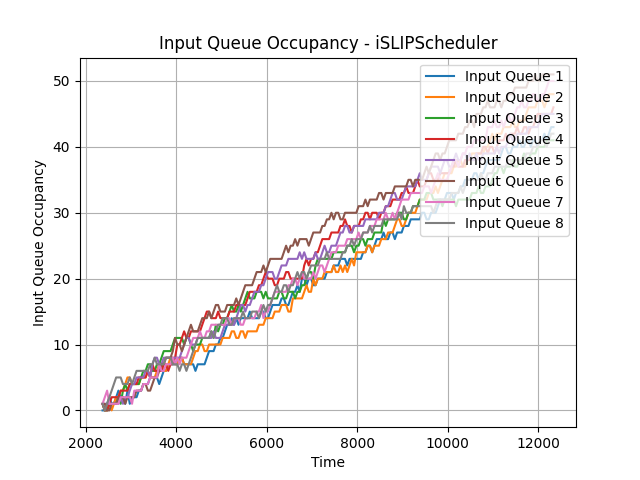 Input Queue Occupancy - iSLIPScheduler
Input Queue Occupancy
50
40
30
20
10
0
Input Queue 1
Input Queue 2
Input Queue 3
Input Queue 4
Input Queue 5
Input Queue 6
Input Queue 7
Input Queue 8
2000 4000 6000 8000 10000 12000
Time